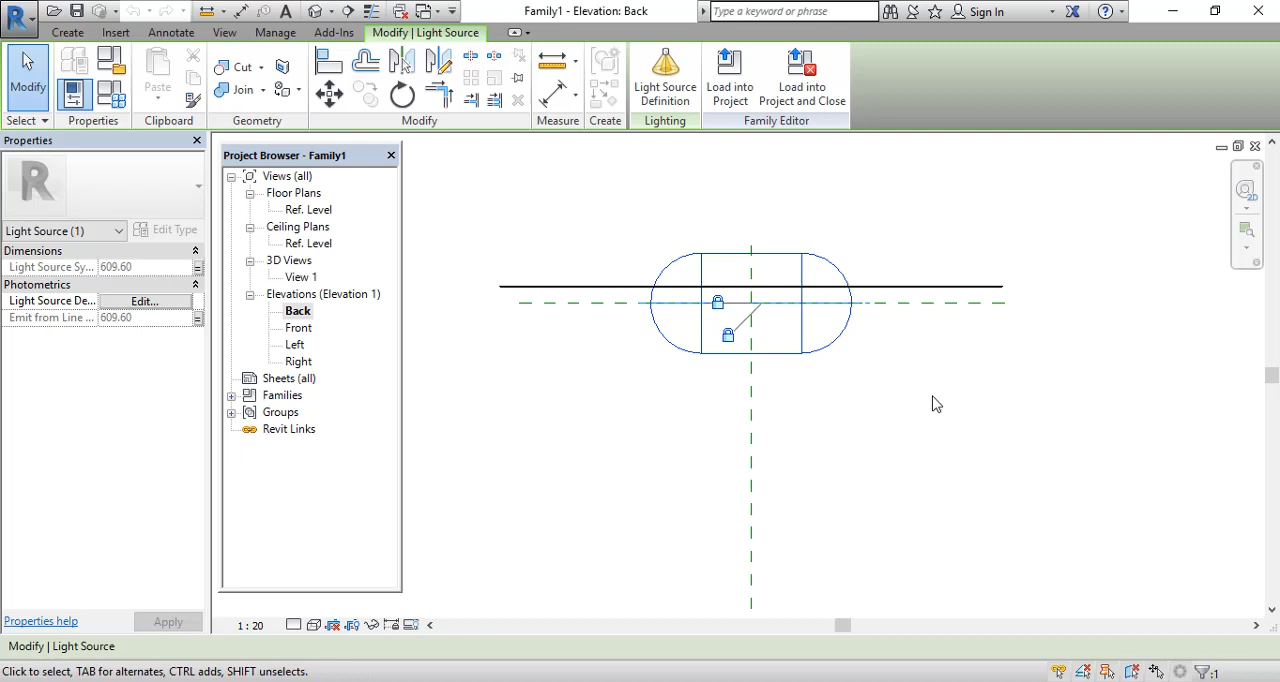 Family1 - Elevation: Back
Type a keyword or phrase
Sign In
Create Insert Annotate View Manage Add-Ins Modify | Light Source
Modify
Paste
Cut
Join
Light Source
Definition
Load into
Project
Load into
Project and Close
Select Properties Clipboard Geometry Modify Measure Create Lighting Family Editor
Properties
R
Light Source (1)
Edit Type
Dimensions
Light Source Sy... 609.60
Photometrics
Light Source De... Edit...
Emit from Line ... 609.60
Properties help
Apply
Project Browser - Family1
Views (all)
Floor Plans
Ref. Level
Ceiling Plans
Ref. Level
3D Views
View 1
Elevations (Elevation 1)
Back
Front
Left
Right
Sheets (all)
Families
Groups
Revit Links
2D
1 : 20
Modify | Light Source
Click to select, TAB for alternates, CTRL adds, SHIFT unselects.
:1